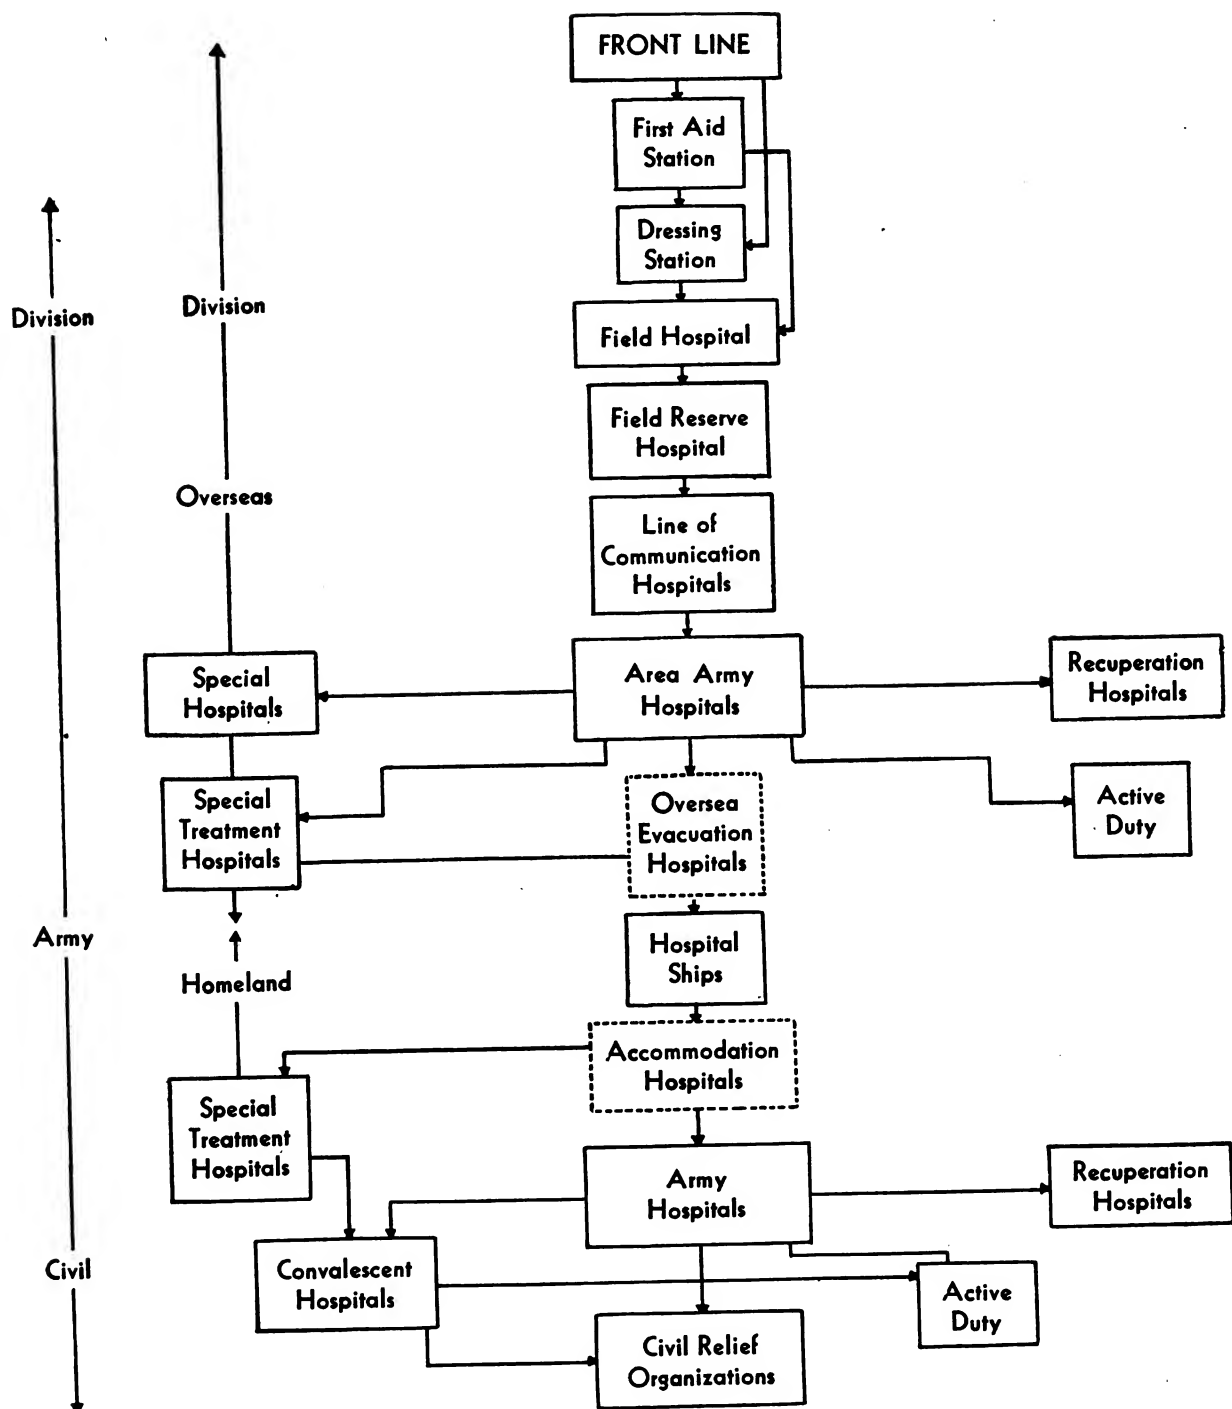 FRONT LINE
First Aid
Station
Dressing
Station
Division
Division
Field Hospital
Field Reserve
Hospital
Overseas
Line of
Communication
Hospitals
Special
Hospitals
Area Army
Hospitals
Recuperation
Hospitals
Special
Treatment
Hospitals
Oversea
Evacuation
Hospitals
Active
Duty
Army
Hospital
Ships
Homeland
Accommodation
Hospitals
Special
Treatment
Hospitals
Army
Hospitals
Recuperation
Hospitals
Civil
Convalescent
Hospitals
Active
Duty
Civil Relief
Organizations